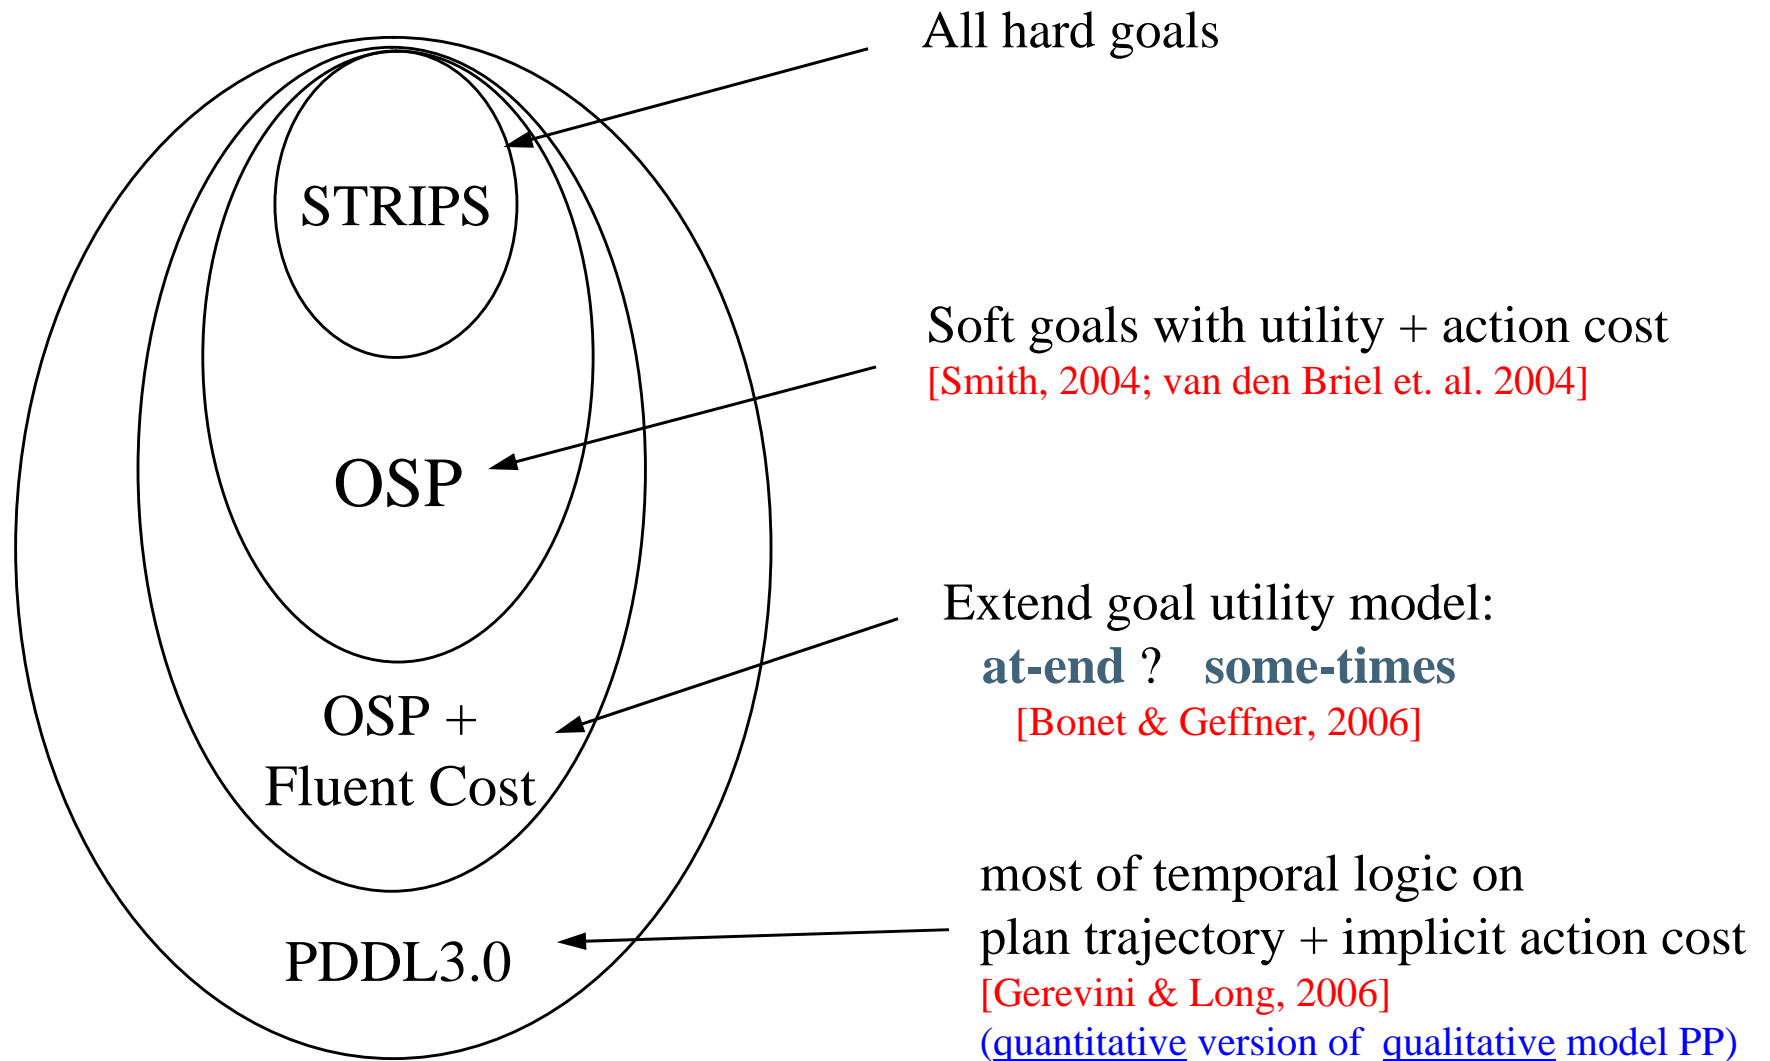 All hard goals
STRIPS
Soft goals with utility + action cost
[Smith, 2004; van den Briel et. al. 2004]
OSP
Extend goal utility model:
at-end ? some-times
[Bonet & Geffner, 2006]
OSP +
Fluent Cost
most of temporal logic on
plan trajectory + implicit action cost
[Gerevini & Long, 2006]
(quantitative version of qualitative model PP)
PDDL3.0